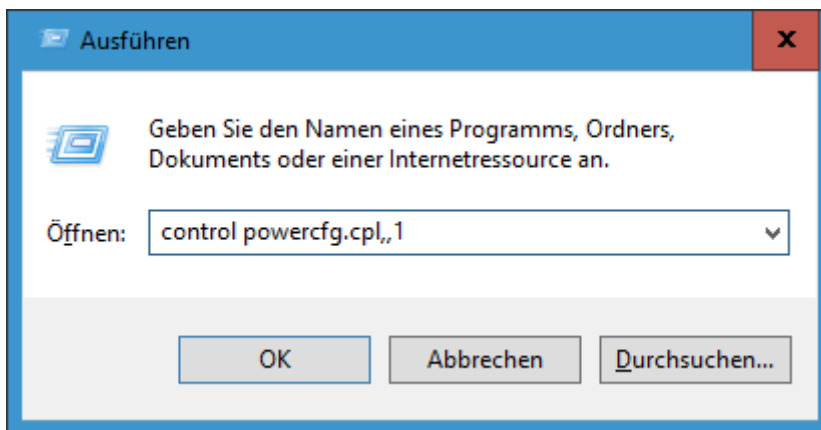 Ausführen
x
Geben Sie den Namen eines Programms, Ordners,
Dokuments oder einer Internetressource an.
Öffnen: control powercfg.cpl,,1
OK Abbrechen Durchsuchen...